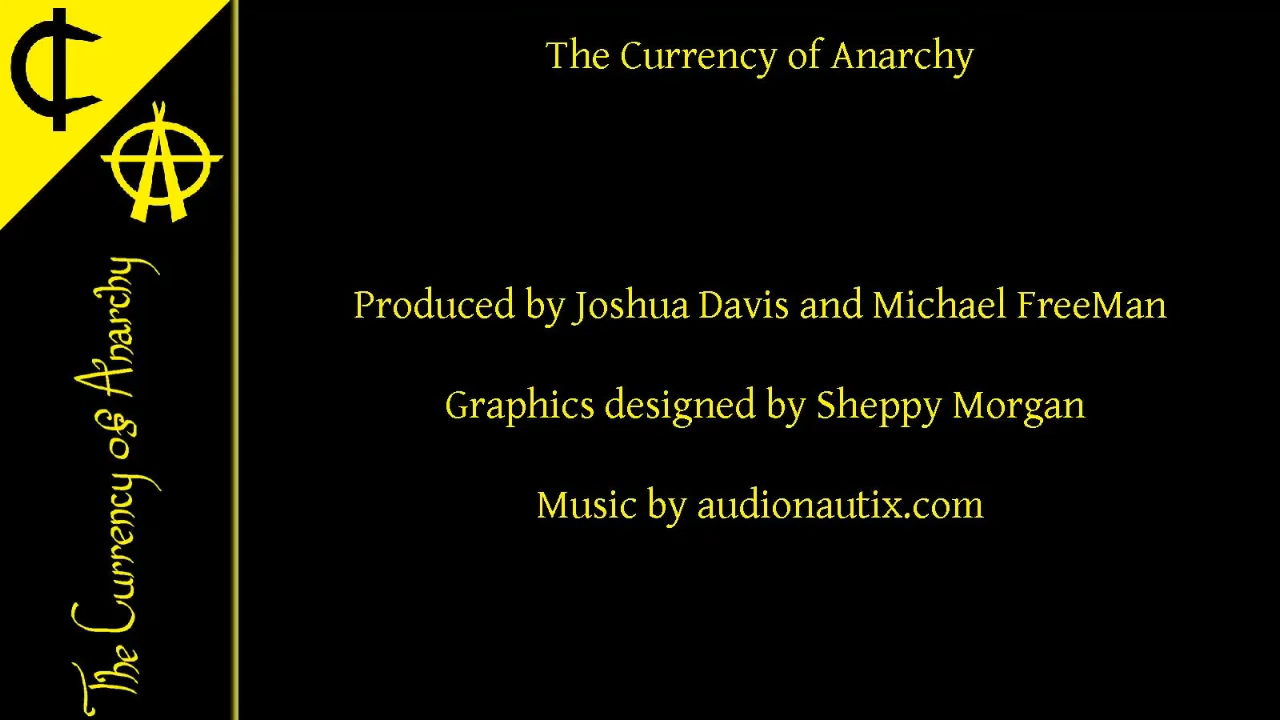 The Currency of Anarchy
Produced by Joshua Davis and Michael FreeMan
Graphics designed by Sheppy Morgan
Music by audionautix.com
The Currency of Anarchy